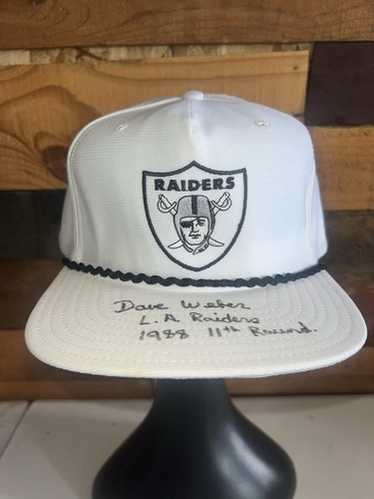 RAIDERS
Dave Weber
L.A. Raiders
1988 11th Round.